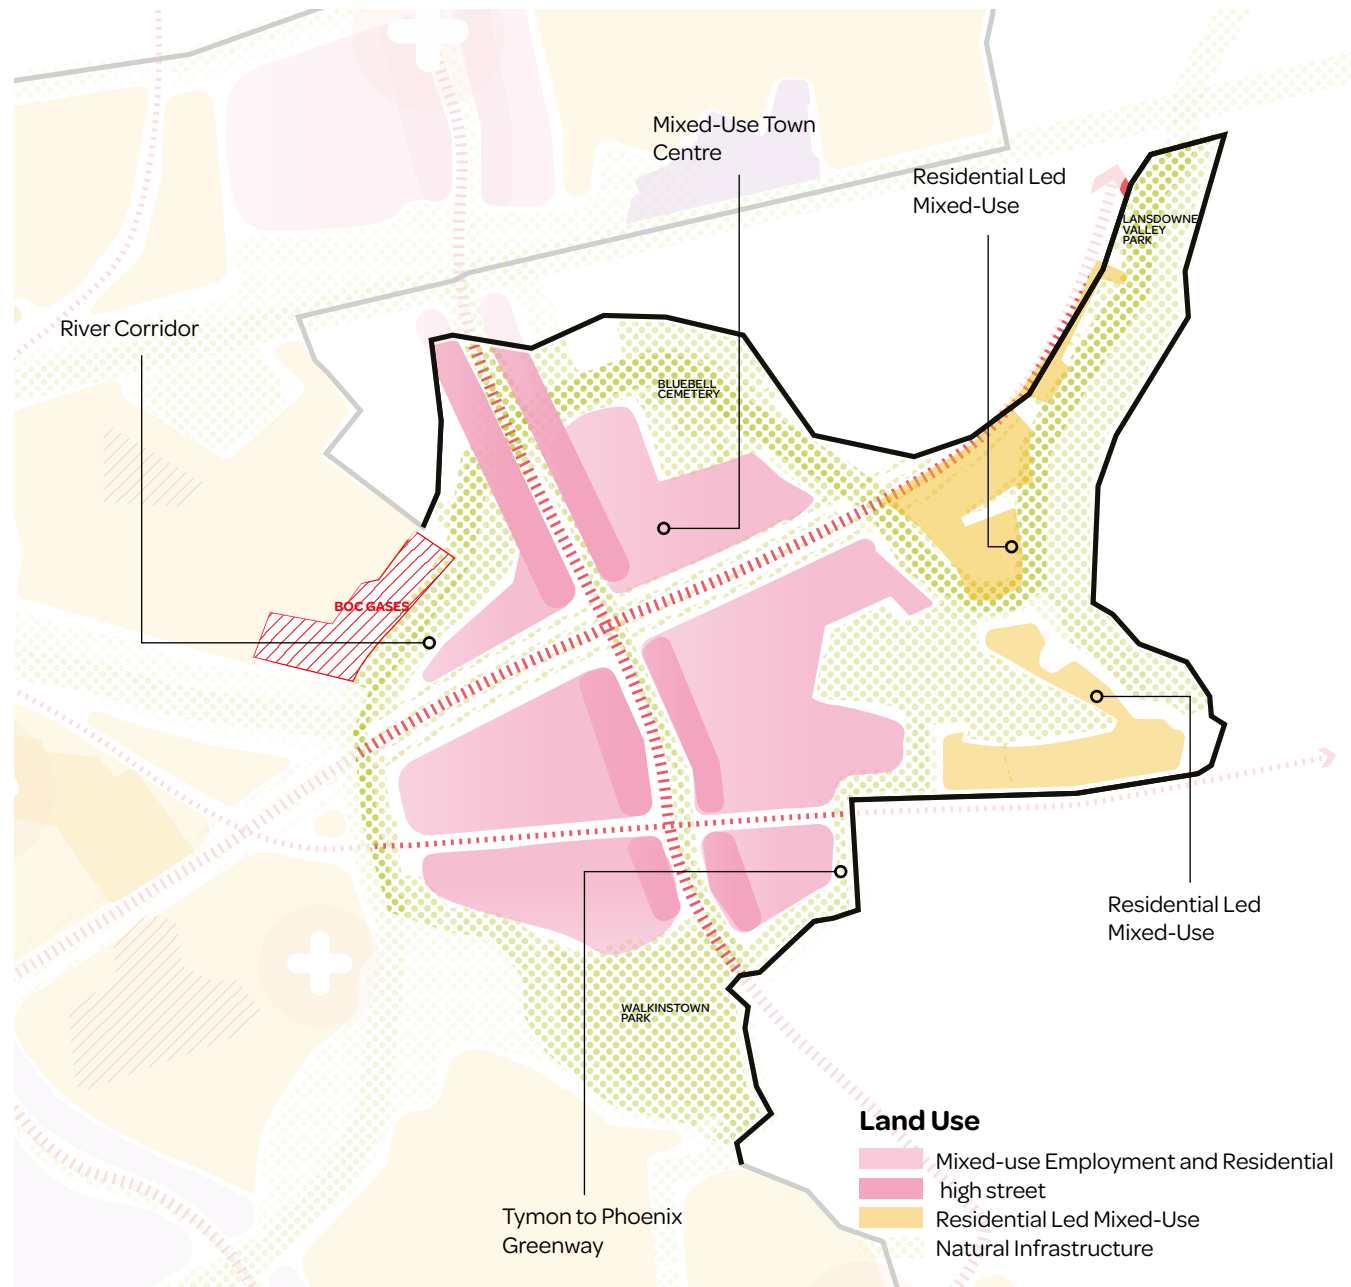 Mixed-Use Town
Centre
Residential Led
Mixed-Use
LANSDOWNE
VALLEY
PARK
River Corridor
BLUEBELL
CEMETERY
BOC GASES
Residential Led
Mixed-Use
WALKINSTOWN
PARK
Tymon to Phoenix
Greenway
Land Use
Mixed-use Employment and Residential
high street
Residential Led Mixed-Use
Natural Infrastructure